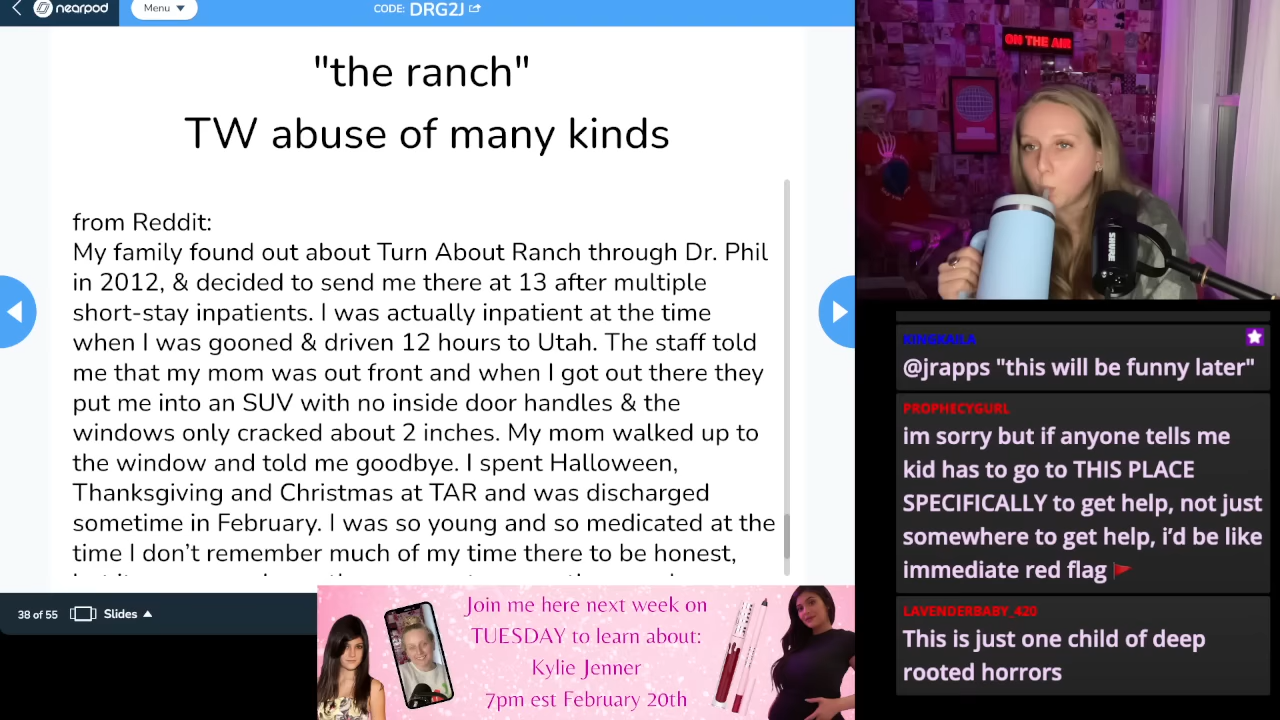 nearpod
Menu
CODE: DRG2J
"the ranch"
TW abuse of many kinds
from Reddit:
My family found out about Turn About Ranch through Dr. Phil
in 2012, & decided to send me there at 13 after multiple
short-stay inpatients. I was actually inpatient at the time
when I was gooned & driven 12 hours to Utah. The staff told
me that my mom was out front and when I got out there they
put me into an SUV with no inside door handles & the
windows only cracked about 2 inches. My mom walked up to
the window and told me goodbye. I spent Halloween,
Thanksgiving and Christmas at TAR and was discharged
sometime in February. I was so young and so medicated at the
time I don’t remember much of my time there to be honest,
38 of 55
Slides
Join me here next week on
TUESDAY to learn about:
Kylie Jenner
7pm est February 20th
ON THE AIR
SHURE
KINGKAILA
@jrapps "this will be funny later"
PROPHECYGURL
im sorry but if anyone tells me
kid has to go to THIS PLACE
SPECIFICALLY to get help, not just
somewhere to get help, i’d be like
immediate red flag
LAVENDERBABY_420
This is just one child of deep
rooted horrors